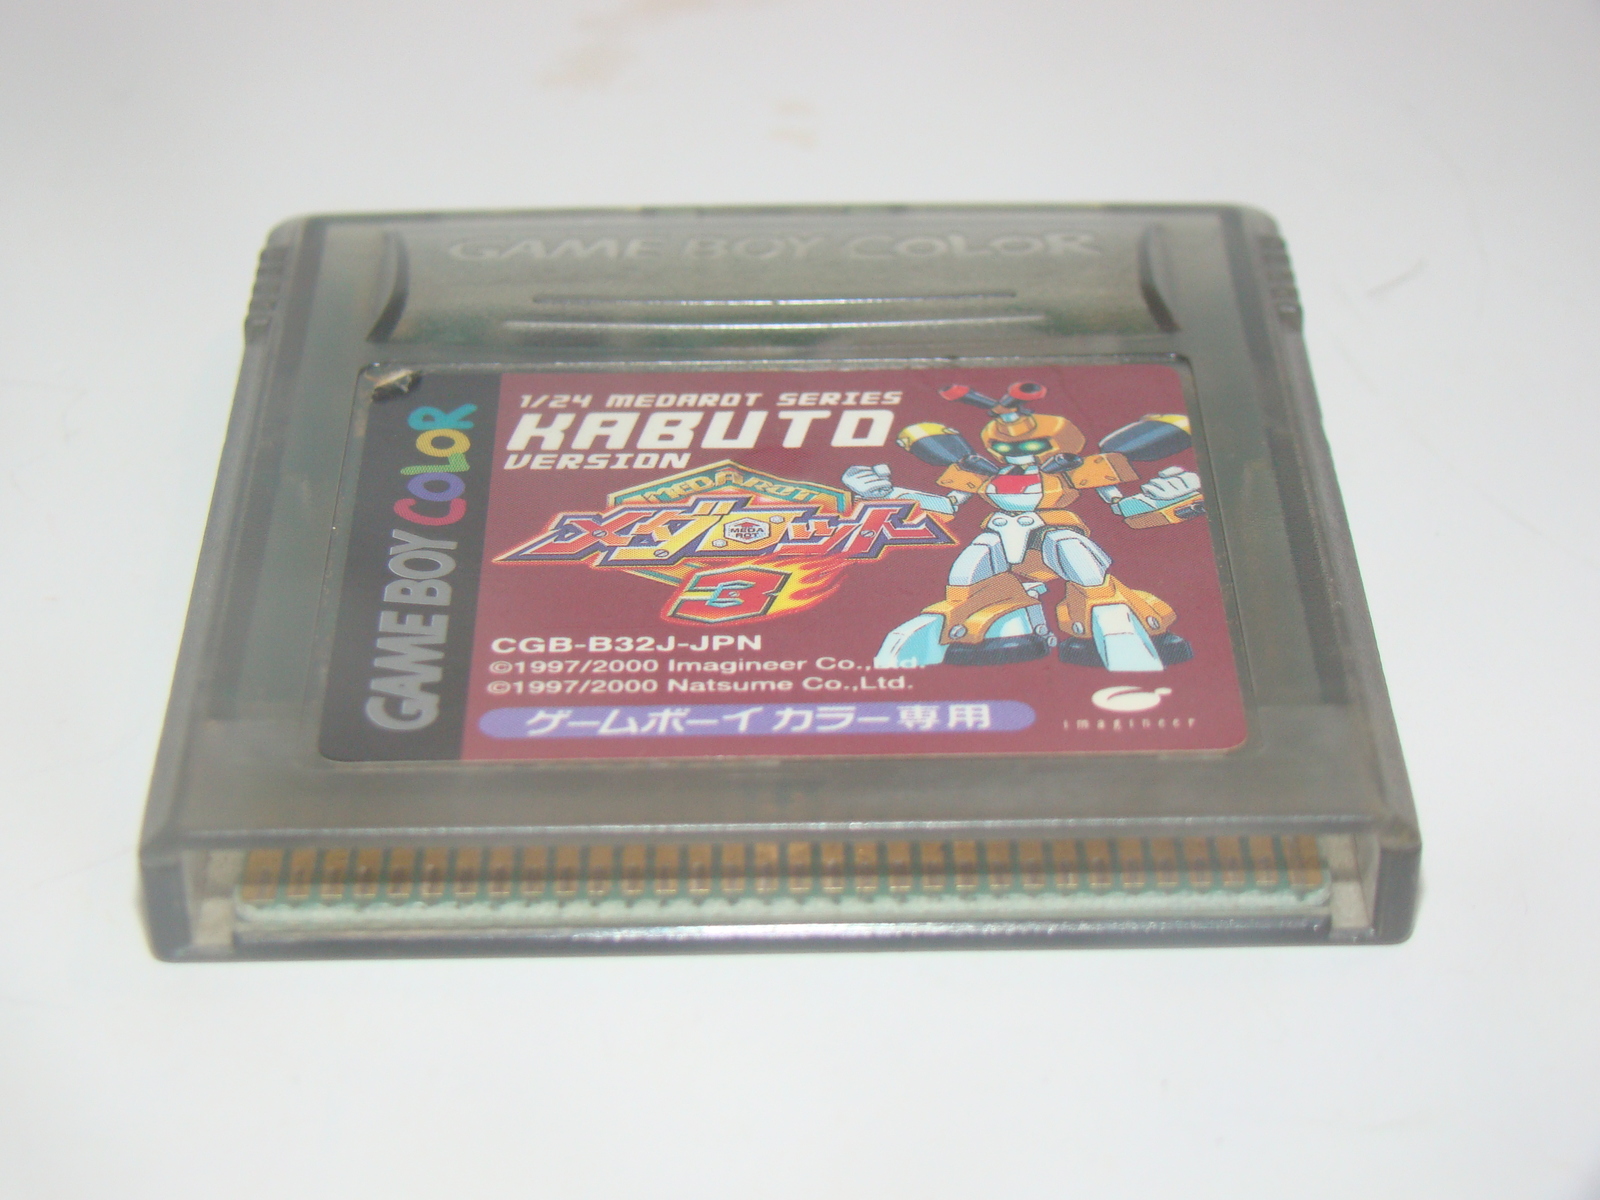 GAME BOY COLOR
GAME BOY COLOR
1/24 MEDAROT SERIES
KABUTO
VERSION
MEDAROT
メダロット
MEDA
ROT
3
CGB-B32J-JPN
©1997/2000 Imagineer Co.,Ltd.
©1997/2000 Natsume Co.,Ltd.
ゲームボーイカラー専用
imagineer